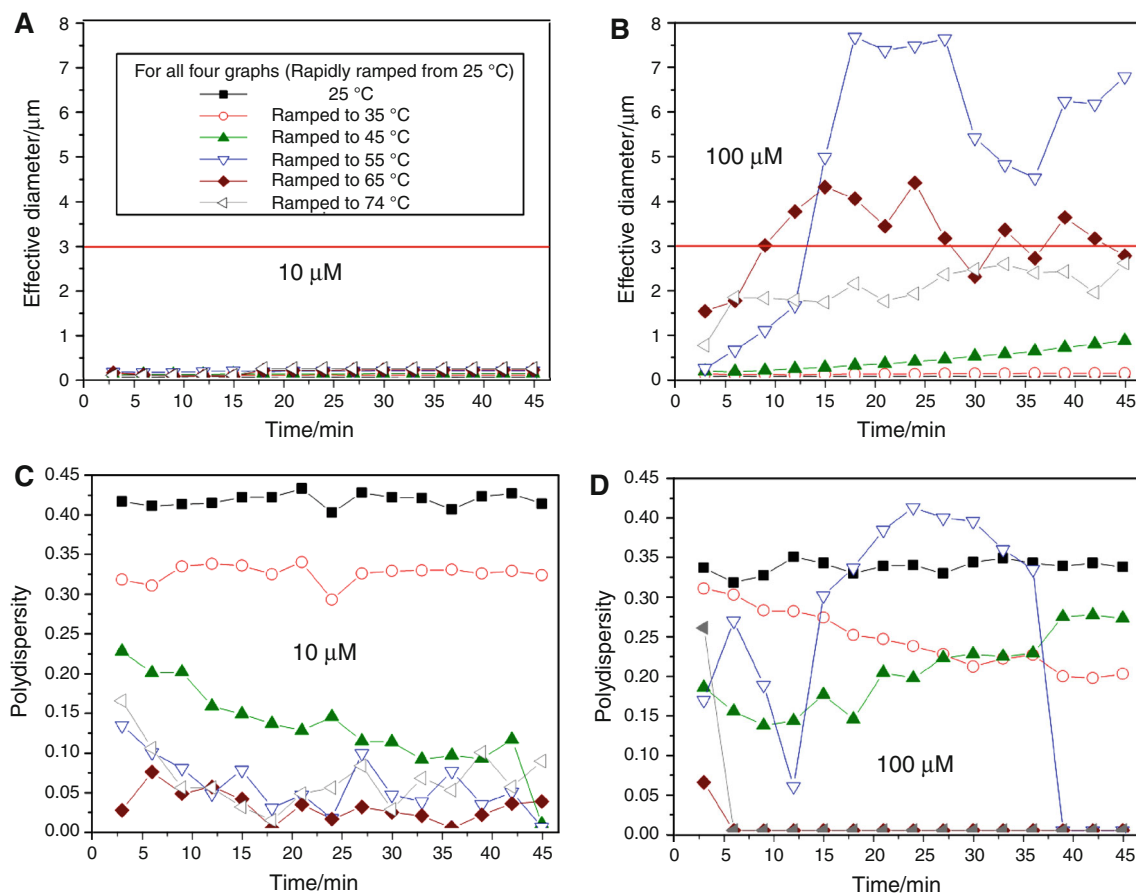 A
8
7
6
5
4
3
2
1
0
Effective diameter/µm
For all four graphs (Rapidly ramped from 25 °C)
25 °C
Ramped to 35 °C
Ramped to 45 °C
Ramped to 55 °C
Ramped to 65 °C
Ramped to 74 °C
10 µM
0 5 10 15 20 25 30 35 40 45
Time/min
B
8
7
6
5
4
3
2
1
0
Effective diameter/µm
100 µM
0 5 10 15 20 25 30 35 40 45
Time/min
C
0.45
0.40
0.35
0.30
0.25
0.20
0.15
0.10
0.05
0.00
Polydispersity
10 µM
0 5 10 15 20 25 30 35 40 45
Time/min
D
0.45
0.40
0.35
0.30
0.25
0.20
0.15
0.10
0.05
0.00
Polydispersity
100 µM
0 5 10 15 20 25 30 35 40 45
Time/min